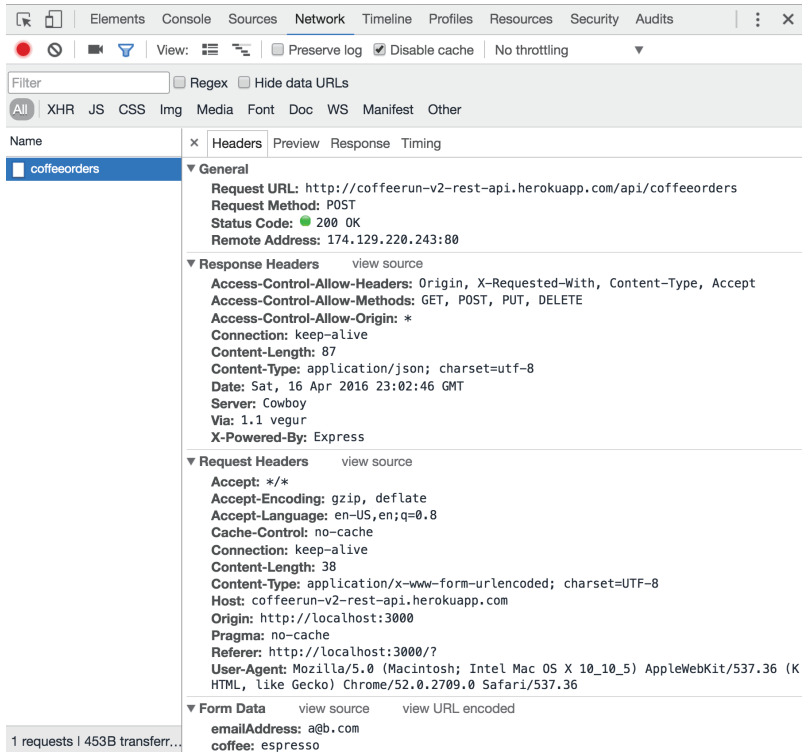 Elements Console Sources Network Timeline Profiles Resources Security Audits
View: Preserve log Disable cache No throttling
Filter Regex Hide data URLs
All XHR JS CSS Img Media Font Doc WS Manifest Other
Name
coffeeorders
1 requests | 453B transferr...
× Headers Preview Response Timing
General
Request URL: http://coffeerun-v2-rest-api.herokuapp.com/api/coffeeorders
Request Method: POST
Status Code: 200 OK
Remote Address: 174.129.220.243:80
Response Headers view source
Access-Control-Allow-Headers: Origin, X-Requested-With, Content-Type, Accept
Access-Control-Allow-Methods: GET, POST, PUT, DELETE
Access-Control-Allow-Origin: *
Connection: keep-alive
Content-Length: 87
Content-Type: application/json; charset=utf-8
Date: Sat, 16 Apr 2016 23:02:46 GMT
Server: Cowboy
Via: 1.1 vegur
X-Powered-By: Express
Request Headers view source
Accept: */*
Accept-Encoding: gzip, deflate
Accept-Language: en-US,en;q=0.8
Cache-Control: no-cache
Connection: keep-alive
Content-Length: 38
Content-Type: application/x-www-form-urlencoded; charset=UTF-8
Host: coffeerun-v2-rest-api.herokuapp.com
Origin: http://localhost:3000
Pragma: no-cache
Referer: http://localhost:3000/?
User-Agent: Mozilla/5.0 (Macintosh; Intel Mac OS X 10_10_5) AppleWebKit/537.36 (K
HTML, like Gecko) Chrome/52.0.2709.0 Safari/537.36
Form Data view source view URL encoded
emailAddress: a@b.com
coffee: espresso